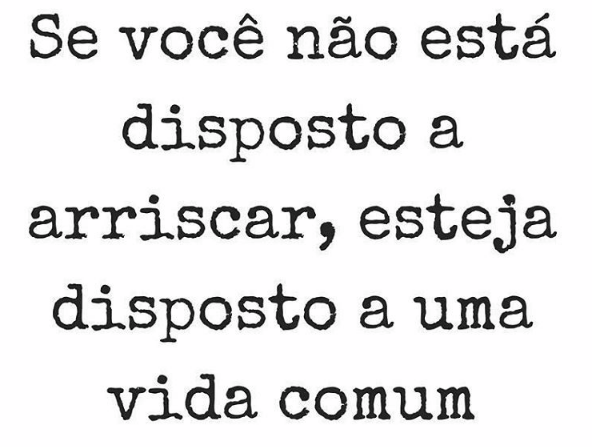 Se você não está
disposto a
arriscar, esteja
disposto a uma
vida comum